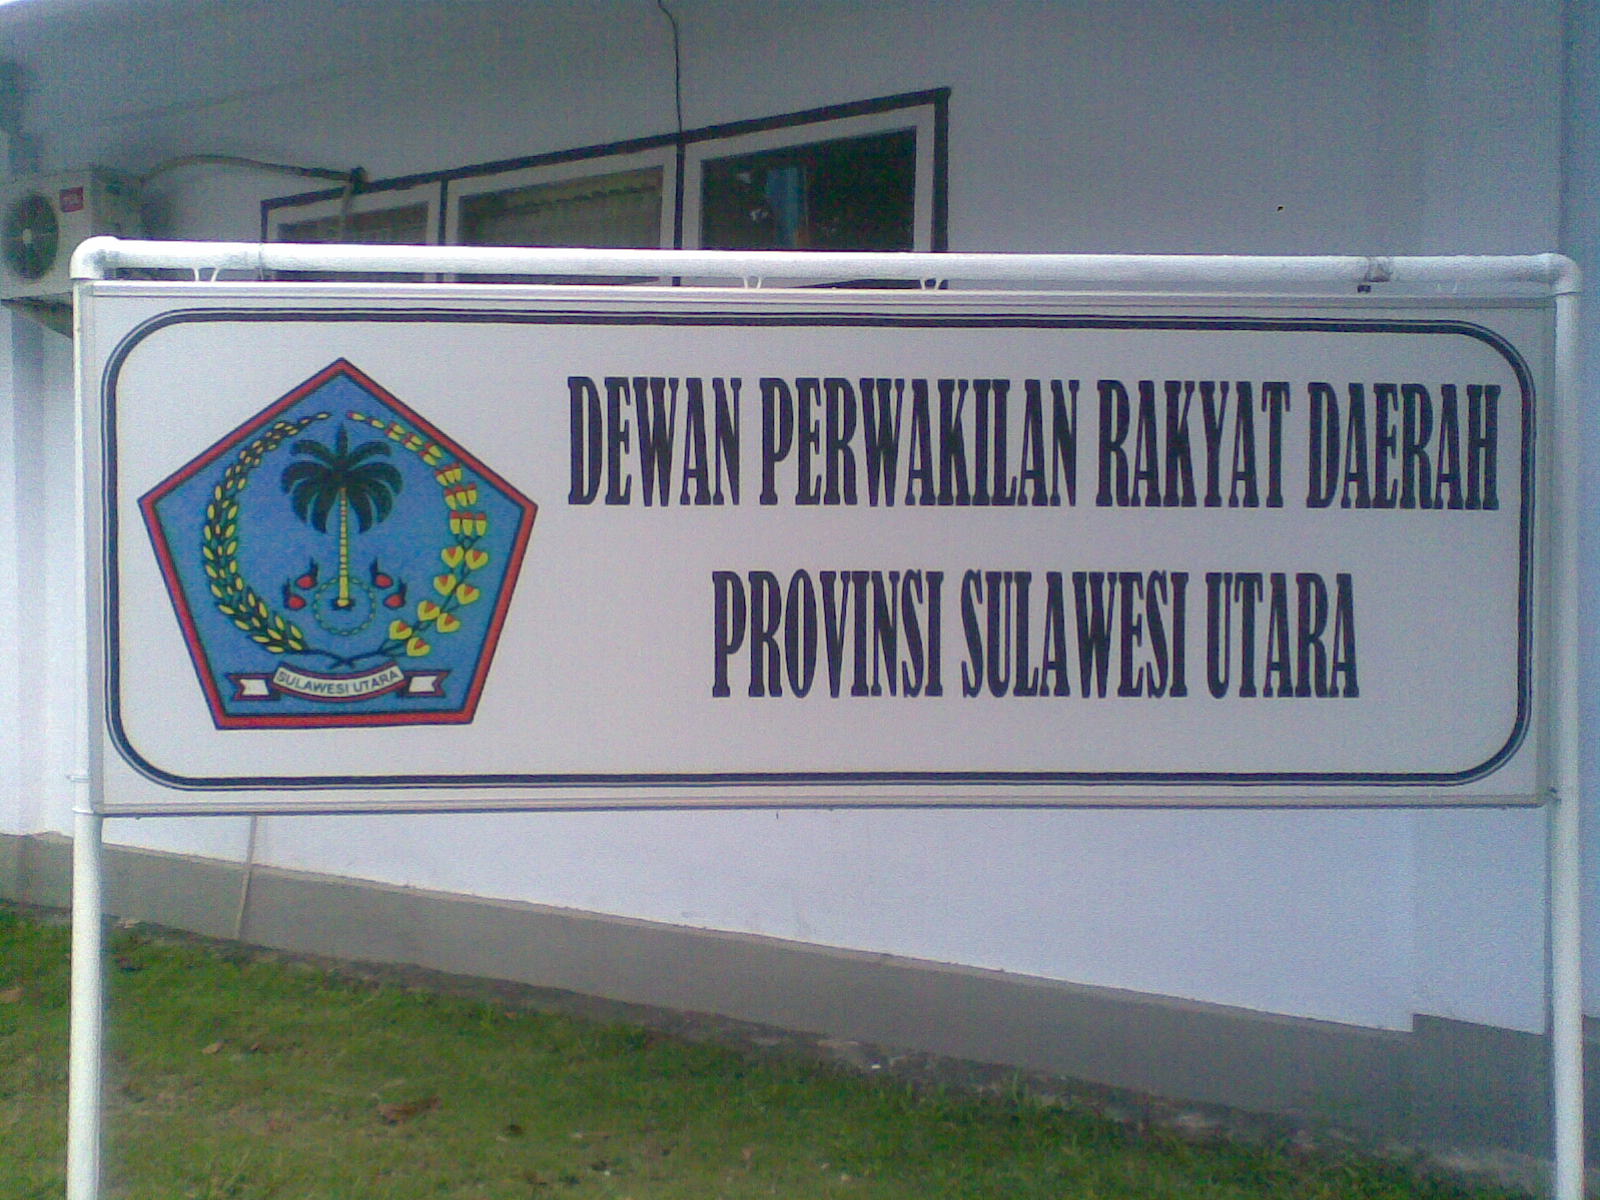 DEWAN PERWAKILAN RAKYAT DAERAH
PROVINSI SULAWESI UTARA
SULAWESI UTARA